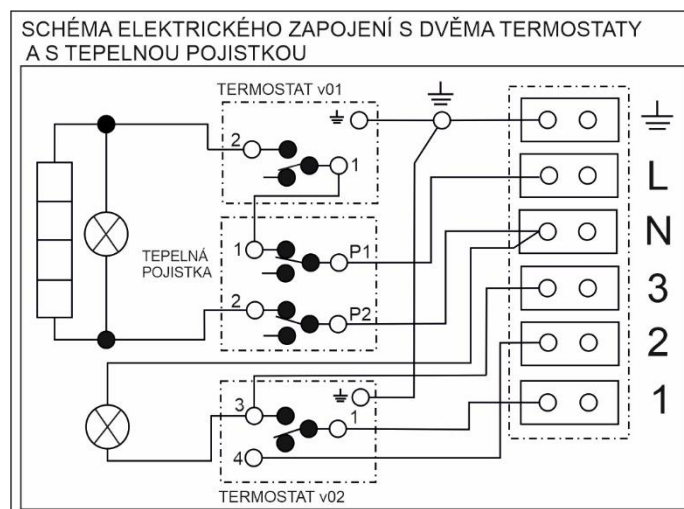 SCHÉMA ELEKTRICKÉHO ZAPOJENÍ S DVĚMA TERMOSTATY
A S TEPELNOU POJISTKOU
TERMOSTAT v01
2
1
L
N
TEPELNÁ
POJISTKA
1
P1
2
P2
3
2
1
3
1
4
TERMOSTAT v02